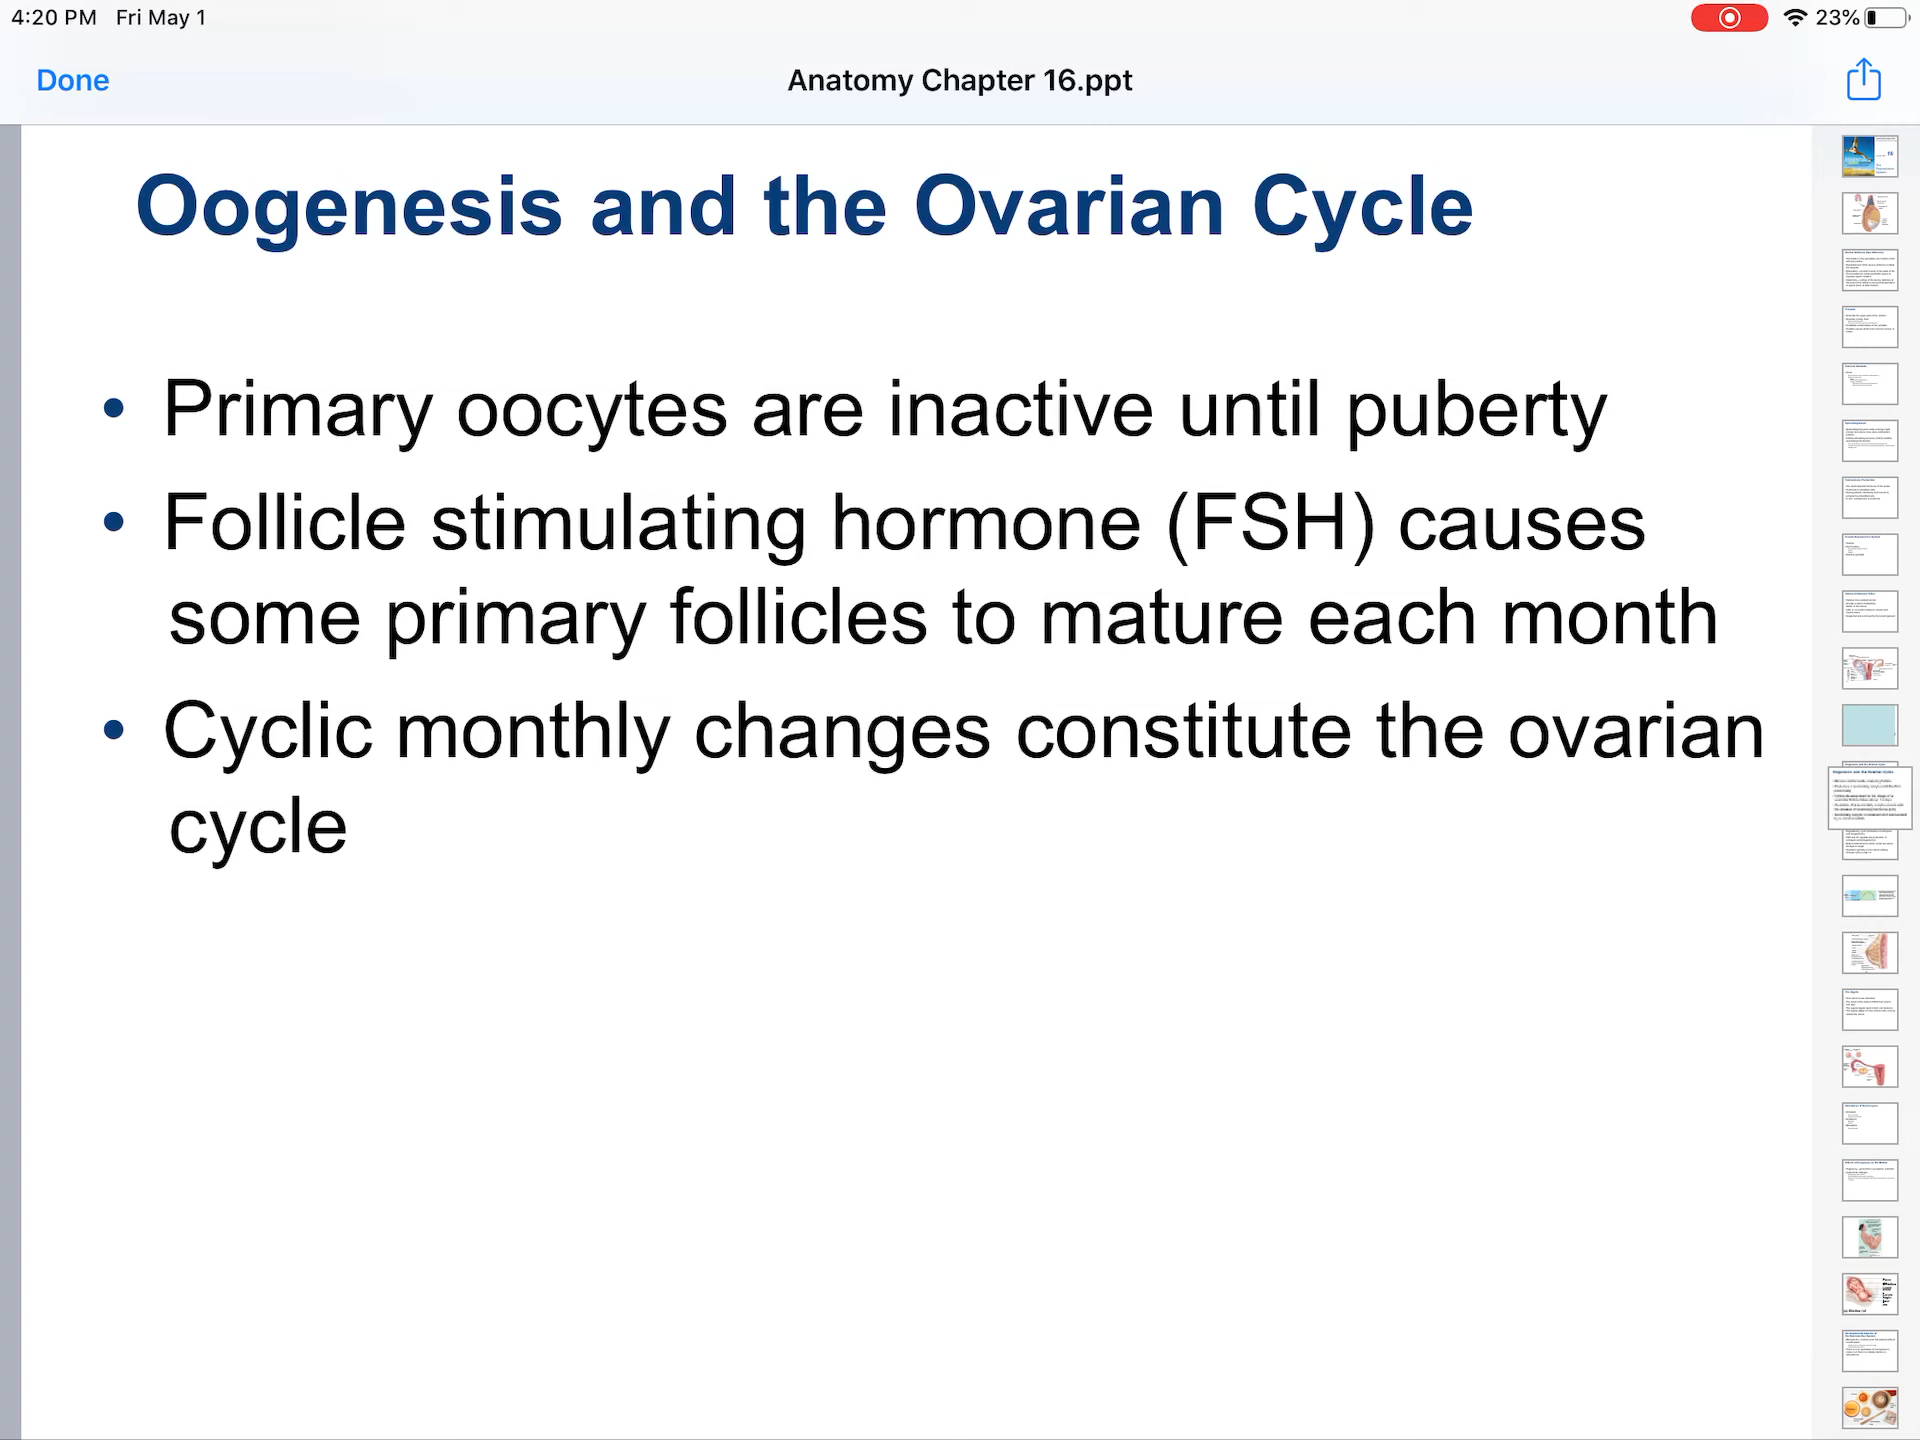 4:20 PM Fri May 1
23%
Done
Anatomy Chapter 16.ppt
Oogenesis and the Ovarian Cycle
• Primary oocytes are inactive until puberty
• Follicle stimulating hormone (FSH) causes
some primary follicles to mature each month
• Cyclic monthly changes constitute the ovarian
cycle